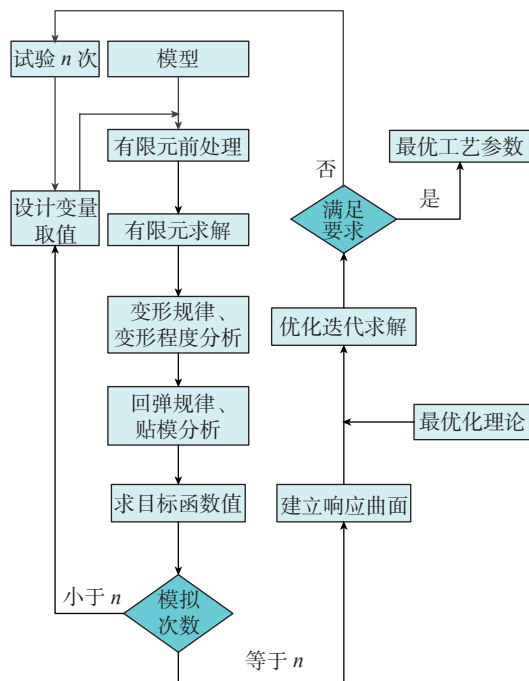 试验 n 次
模型
有限元前处理
设计变量
取值
有限元求解
变形规律、
变形程度分析
回弹规律、
贴模分析
求目标函数值
小于 n
模拟
次数
等于 n
建立响应曲面
最优化理论
优化迭代求解
满足
要求
否
是
最优工艺参数